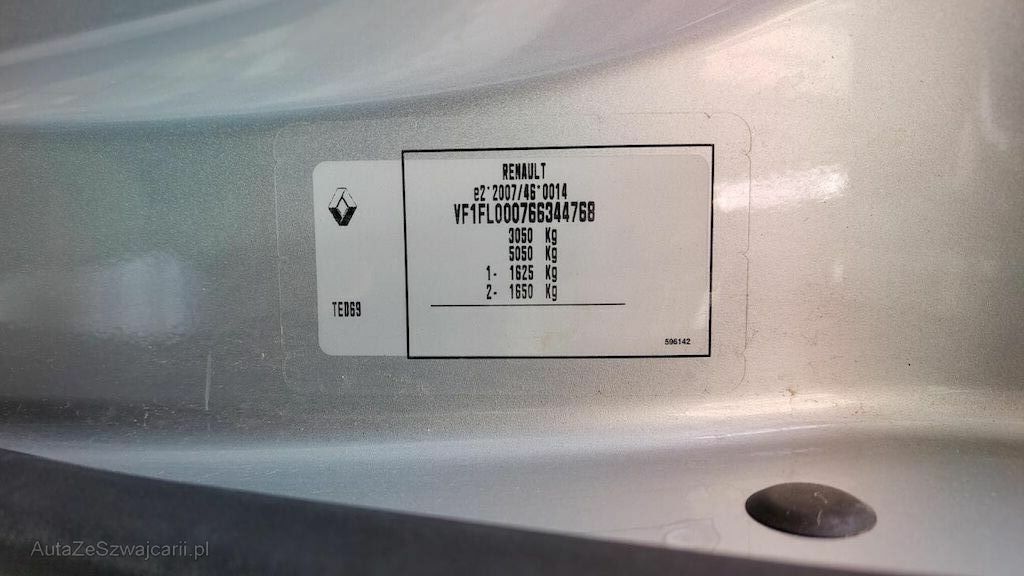 RENAULT
e2*2007/46*0014
VF1FL000766344768
3050 Kg
5050 Kg
1- 1625 Kg
2- 1650 Kg
TED69
596142
AutaZeSzwajcarii.pl